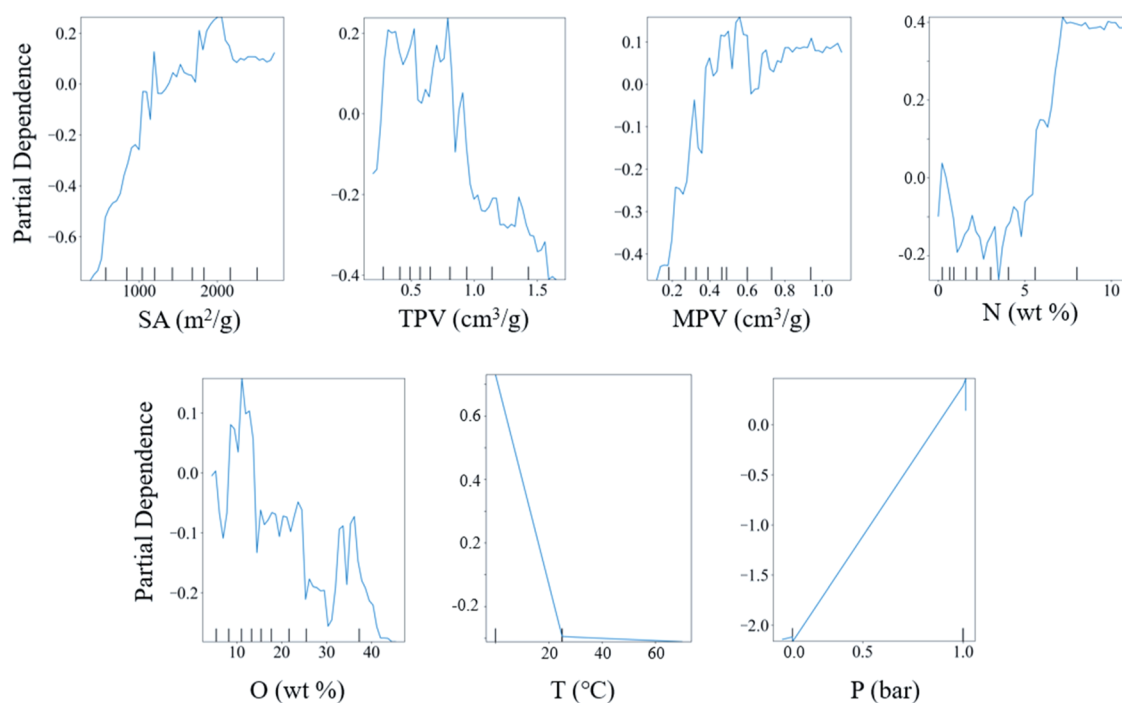 Partial Dependence
0.2
0.0
−0.2
−0.4
−0.6
1000 2000
SA (m²/g)
0.2
0.0
−0.2
−0.4
0.5 1.0 1.5
TPV (cm³/g)
0.1
0.0
−0.1
−0.2
−0.3
−0.4
0.2 0.4 0.6 0.8 1.0
MPV (cm³/g)
0.4
0.2
0.0
−0.2
0 5 10
N (wt %)
Partial Dependence
0.1
0.0
−0.1
−0.2
10 20 30 40
O (wt %)
0.6
0.4
0.2
-0.2
20 40 60
T (°C)
0.0
−0.5
−1.0
−1.5
−2.0
0.0 0.5 1.0
P (bar)